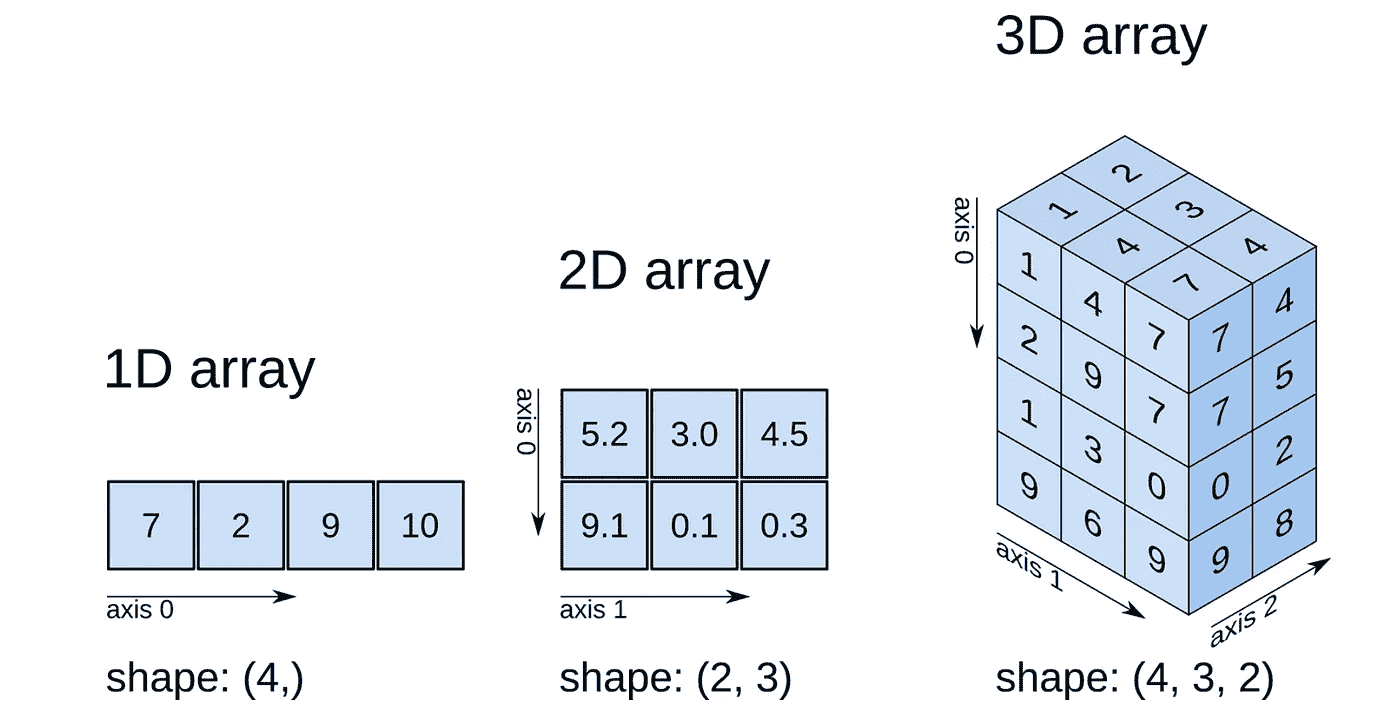 1D array
7 2 9 10
axis 0
shape: (4,)
2D array
axis 0
5.2 3.0 4.5
9.1 0.1 0.3
axis 1
shape: (2, 3)
3D array
axis 0
2
1 3
4 4
7
1 4 7
2 9 7
1 3 0
9 6 9
7 4
7 5
0 2
9 8
axis 1
axis 2
shape: (4, 3, 2)